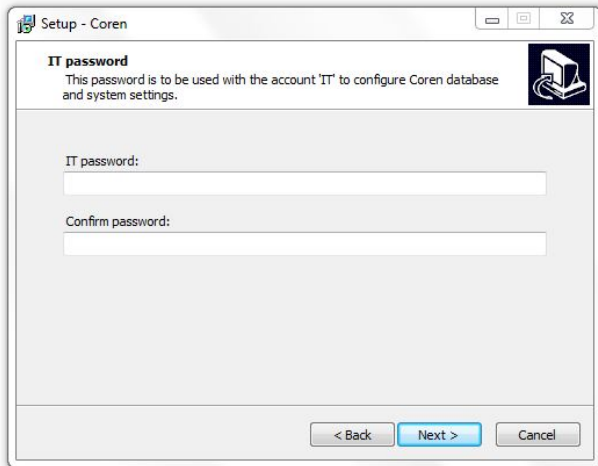 Setup - Coren
IT password
This password is to be used with the account 'IT' to configure Coren database
and system settings.
IT password:
Confirm password:
< Back
Next >
Cancel